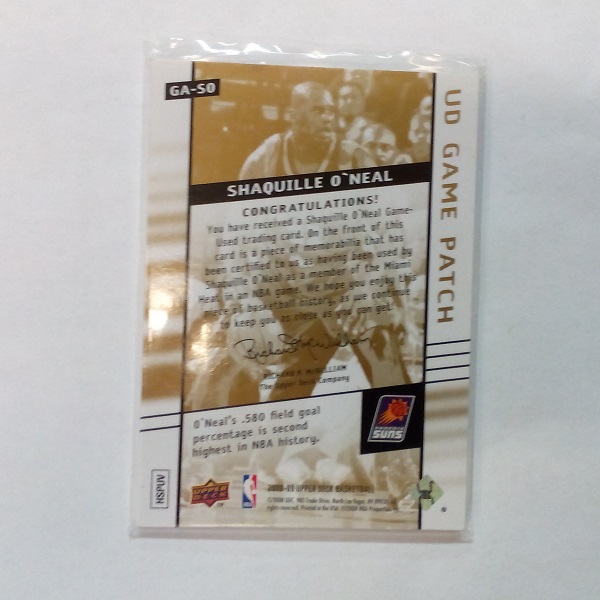 GA-SO
UD GAME PATCH
SHAQUILLE O`NEAL
CONGRATULATIONS!
You have received a Shaquille O`Neal Game-
Used trading card. On the front of this
card is a piece of memorabilia that has
been certified to us as having been used by
Shaquille O`Neal as a member of the Miami
Heat in an NBA game. We hope you enjoy this
piece of basketball history, as we continue
to keep you as close as you can get.
RICHARD P. McWILLIAM
The Upper Deck Company
O`Neal's .580 field goal
percentage is second
highest in NBA history.
PHOENIX
SUNS
NSPUV
UPPER
DECK
2008-09 UPPER DECK BASKETBALL